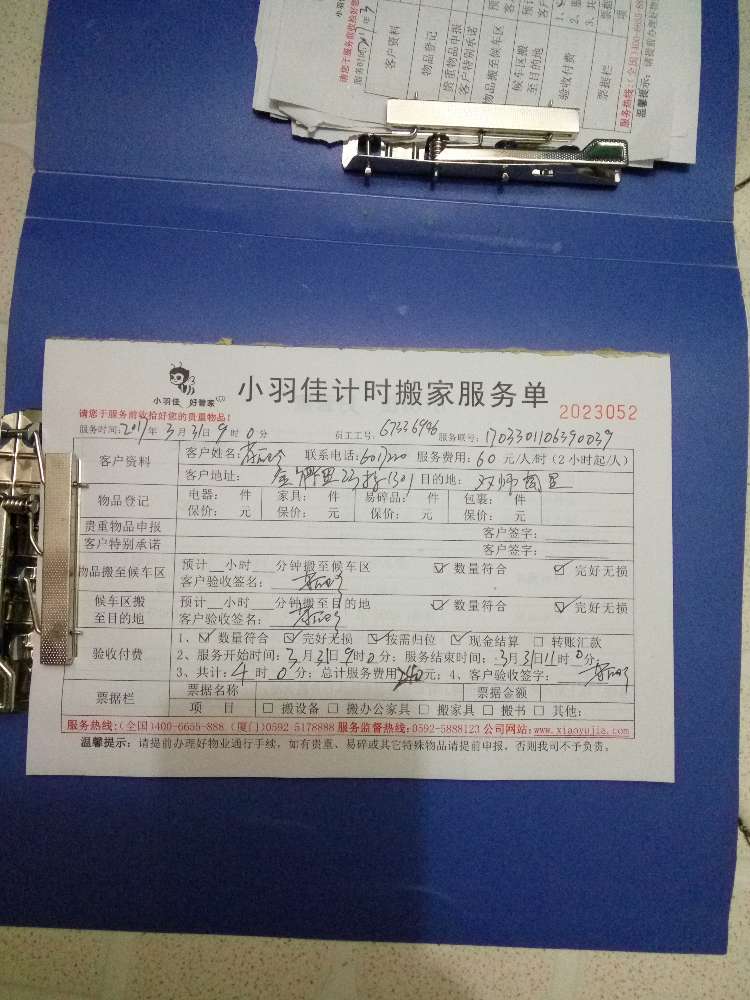 小羽佳 好管家
小羽佳计时搬家服务单
2023052
请您于服务前收拾好您的贵重物品!
服务时间: 3月31日9时0分 员工工号: 67336946 服务联号: 1703301106390039
客户资料 客户姓名: 联系电话: 服务费用: 60 元/人/时 (2小时起/人)
客户地址: 23栋1301 目的地:
物品登记 电器: 件 家具: 件 易碎品: 件 包裹: 件
保价: 元 保价: 元 保价: 元 保价: 元
贵重物品申报 客户签字:
客户特别承诺 客户签字:
物品搬至候车区 预计__小时__分钟搬至候车区 ☑ 数量符合 ☑ 完好无损
客户验收签名:
候车区搬至目的地 预计__小时__分钟搬至目的地 ☑ 数量符合 ☑ 完好无损
客户验收签名:
验收付费 1、☑ 数量符合 ☑ 完好无损 ☑ 按需归位 ☑ 现金结算 □ 转账汇款
2、服务开始时间: 3月31日9时0分; 服务结束时间: 3月31日11时0分;
3、共计: 4时0分; 总计服务费用240元; 4、客户验收签字:
票据栏 票据名称 票据金额
项 目 □ 搬设备 □ 搬办公家具 □ 搬家具 □ 搬书 □ 其他:
服务热线:(全国)400-6655-888 (厦门)0592 5178888 服务监督热线:0592-5888123 公司网站:www.xiaoyujia.com
温馨提示: 请提前办理好物业通行手续, 如有贵重、易碎或其它特殊物品请提前申报, 否则我司不予负责。